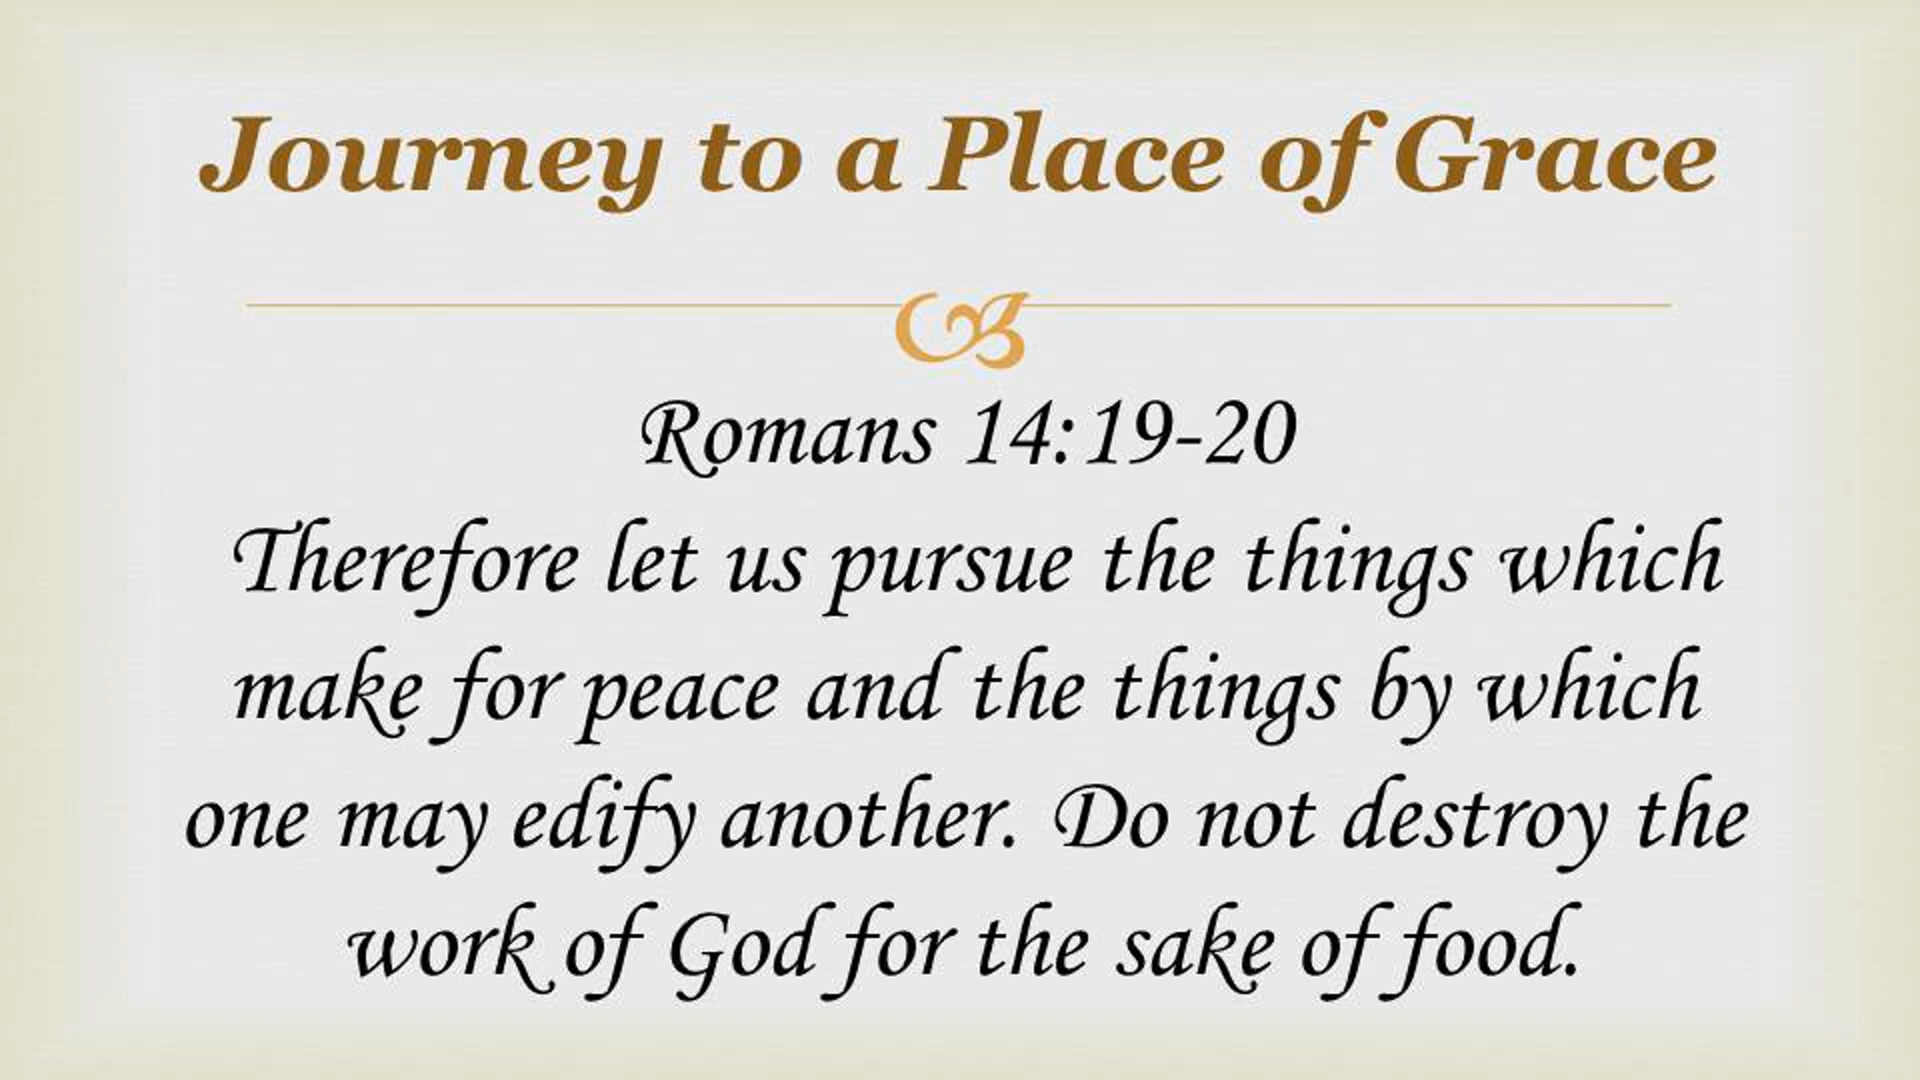 Journey to a Place of Grace
Romans 14:19-20
Therefore let us pursue the things which
make for peace and the things by which
one may edify another. Do not destroy the
work of God for the sake of food.